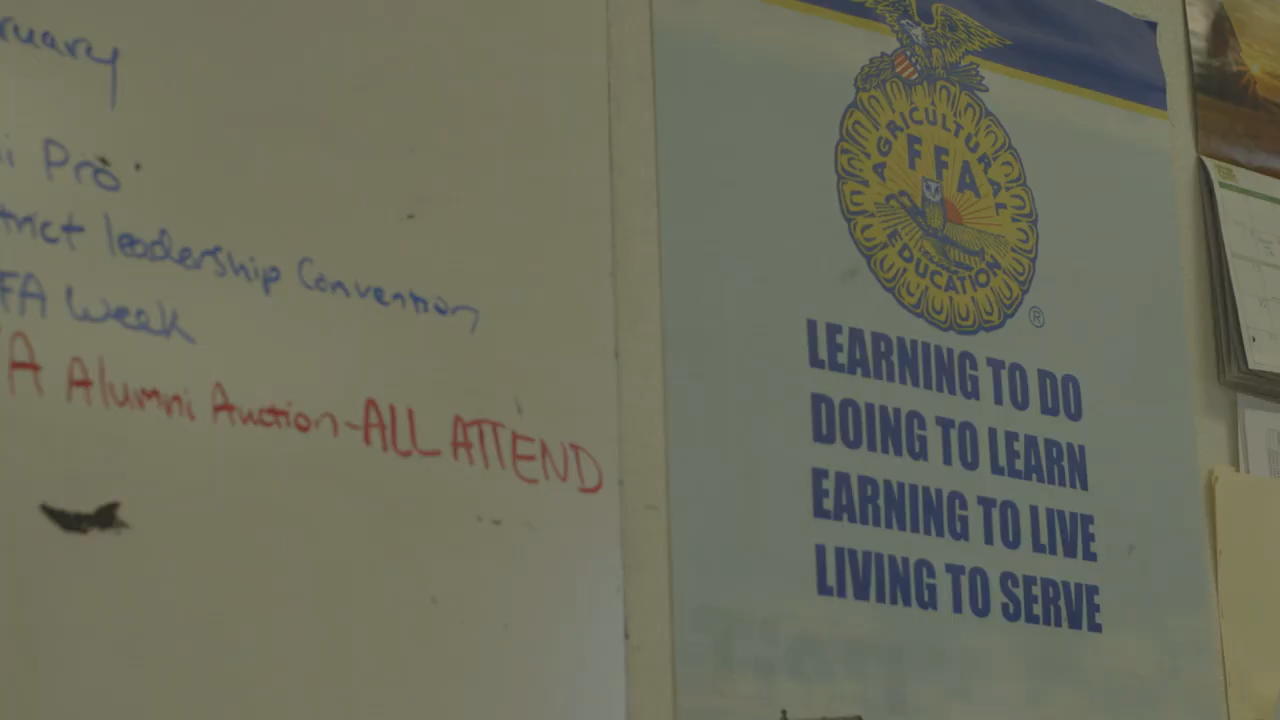 ruary
Pro
trict leadership Convention
FA Week
A Alumni Auction-ALL ATTEND
AGRICULTURAL
FFA
EDUCATION
®
LEARNING TO DO
DOING TO LEARN
EARNING TO LIVE
LIVING TO SERVE